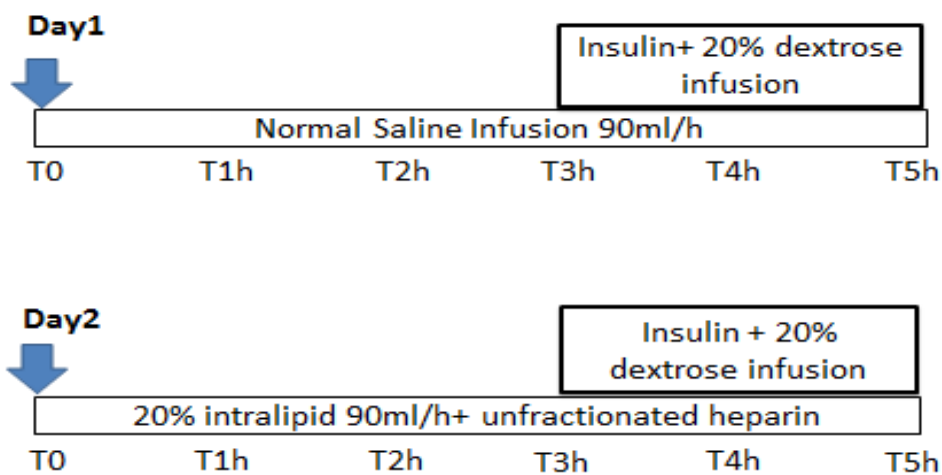 Day1
Insulin+ 20% dextrose
infusion
Normal Saline Infusion 90ml/h
T0 T1h T2h T3h T4h T5h
Day2
Insulin + 20%
dextrose infusion
20% intralipid 90ml/h+ unfractionated heparin
T0 T1h T2h T3h T4h T5h